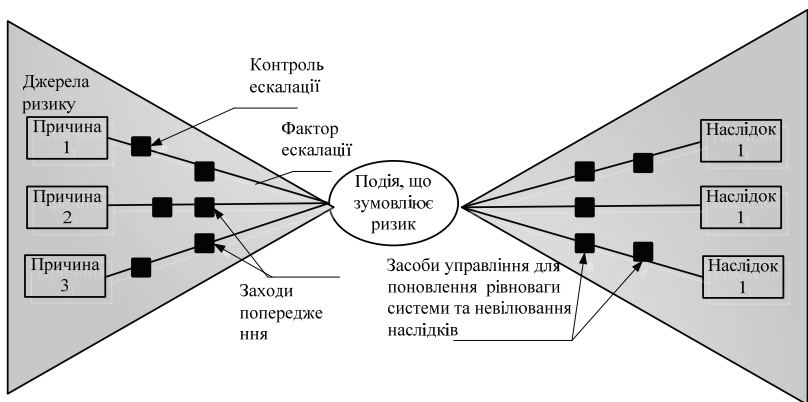 Джерела
ризику
Причина
1
Причина
2
Причина
3
Контроль
ескалації
Фактор
ескалації
Заходи
попередже
ння
Подія, що
зумовлює
ризик
Засоби управління для
поновлення рівноваги
системи та невілювання
наслідків
Наслідок
1
Наслідок
1
Наслідок
1